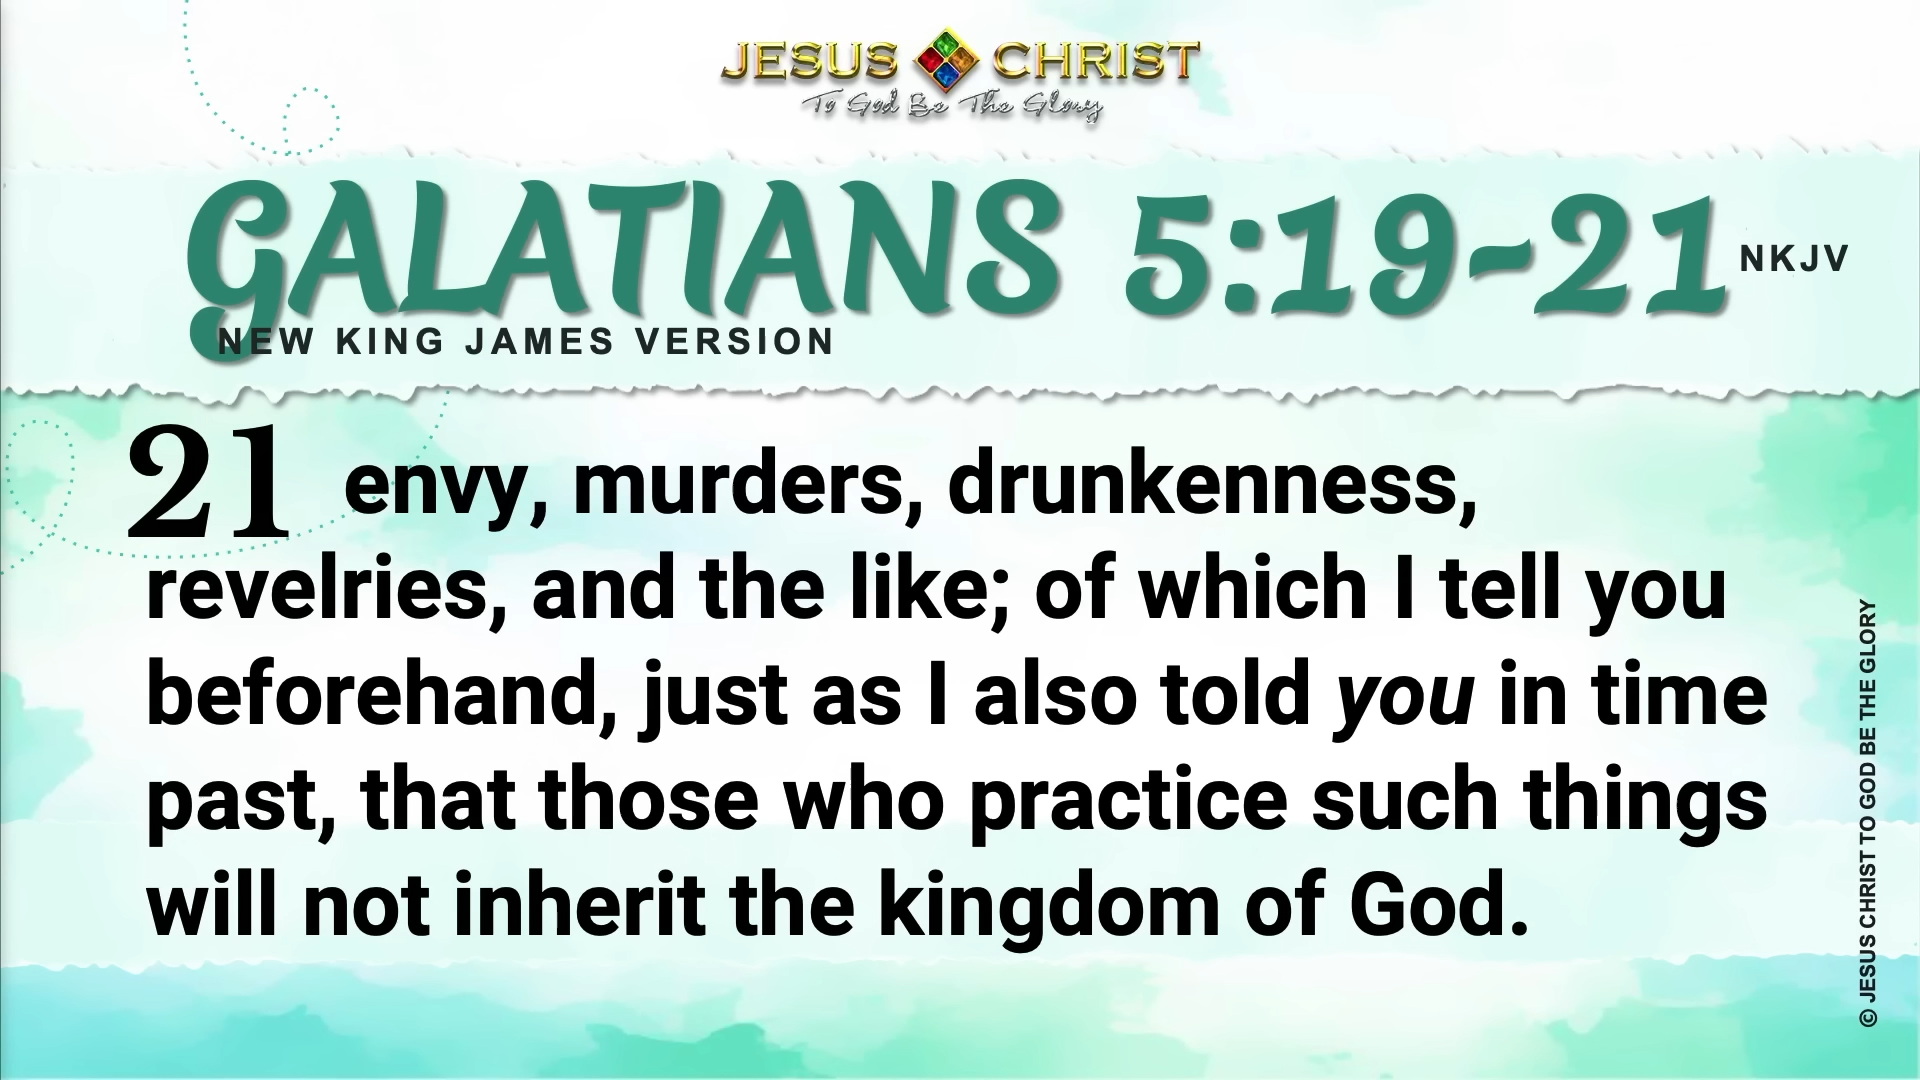 JESUS CHRIST
To God Be The Glory
GALATIANS 5:19-21 NKJV
NEW KING JAMES VERSION
21 envy, murders, drunkenness,
revelries, and the like; of which I tell you
beforehand, just as I also told you in time
past, that those who practice such things
will not inherit the kingdom of God.
© JESUS CHRIST TO GOD BE THE GLORY